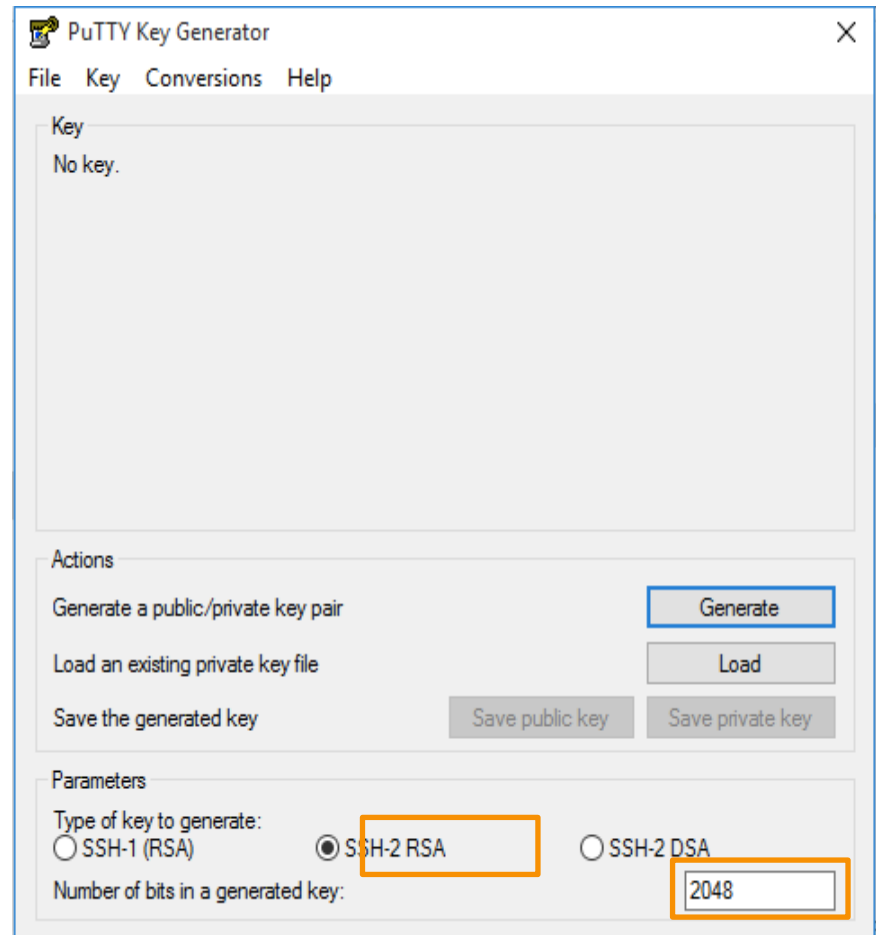 PuTTY Key Generator
File Key Conversions Help
Key
No key.
Actions
Generate a public/private key pair Generate
Load an existing private key file Load
Save the generated key Save public key Save private key
Parameters
Type of key to generate:
SSH-1 (RSA) SSH-2 RSA SSH-2 DSA
Number of bits in a generated key: 2048